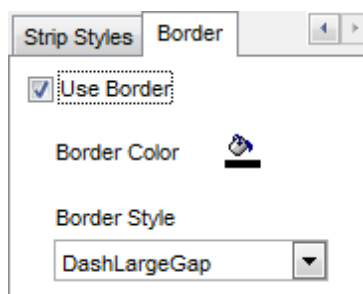 Strip Styles Border
Use Border
Border Color
Border Style
DashLargeGap